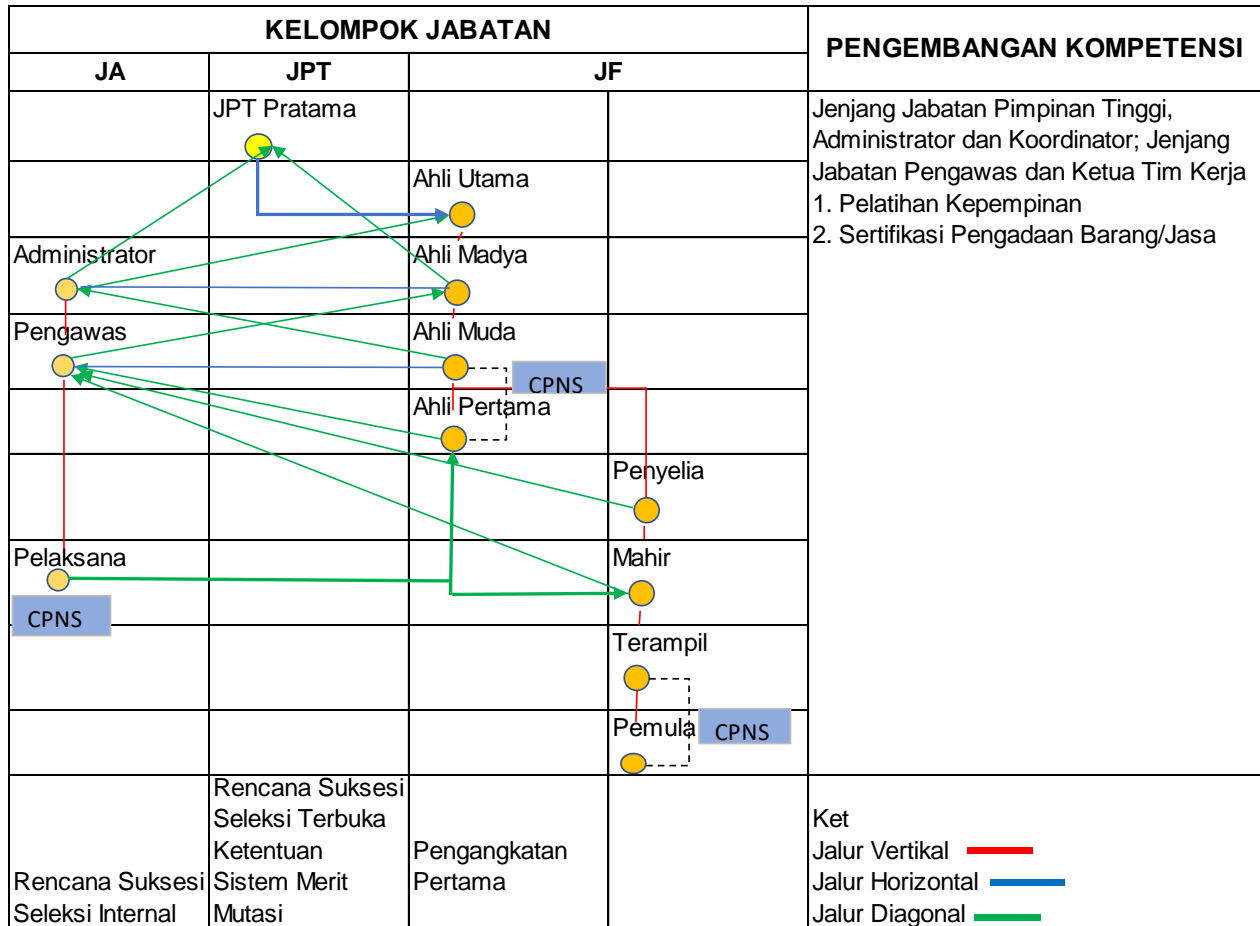 KELOMPOK JABATAN
PENGEMBANGAN KOMPETENSI
JA
JPT
JF
JPT Pratama
Jenjang Jabatan Pimpinan Tinggi,
Administrator dan Koordinator; Jenjang
Jabatan Pengawas dan Ketua Tim Kerja
1. Pelatihan Kepempinan
2. Sertifikasi Pengadaan Barang/Jasa
Ahli Utama
Administrator
Ahli Madya
Pengawas
Ahli Muda
CPNS
Ahli Pertama
Penyelia
Pelaksana
Mahir
CPNS
Terampil
Pemula
CPNS
Rencana Suksesi
Seleksi Internal
Rencana Suksesi
Seleksi Terbuka
Ketentuan
Sistem Merit
Mutasi
Pengangkatan
Pertama
Ket
Jalur Vertikal
Jalur Horizontal
Jalur Diagonal